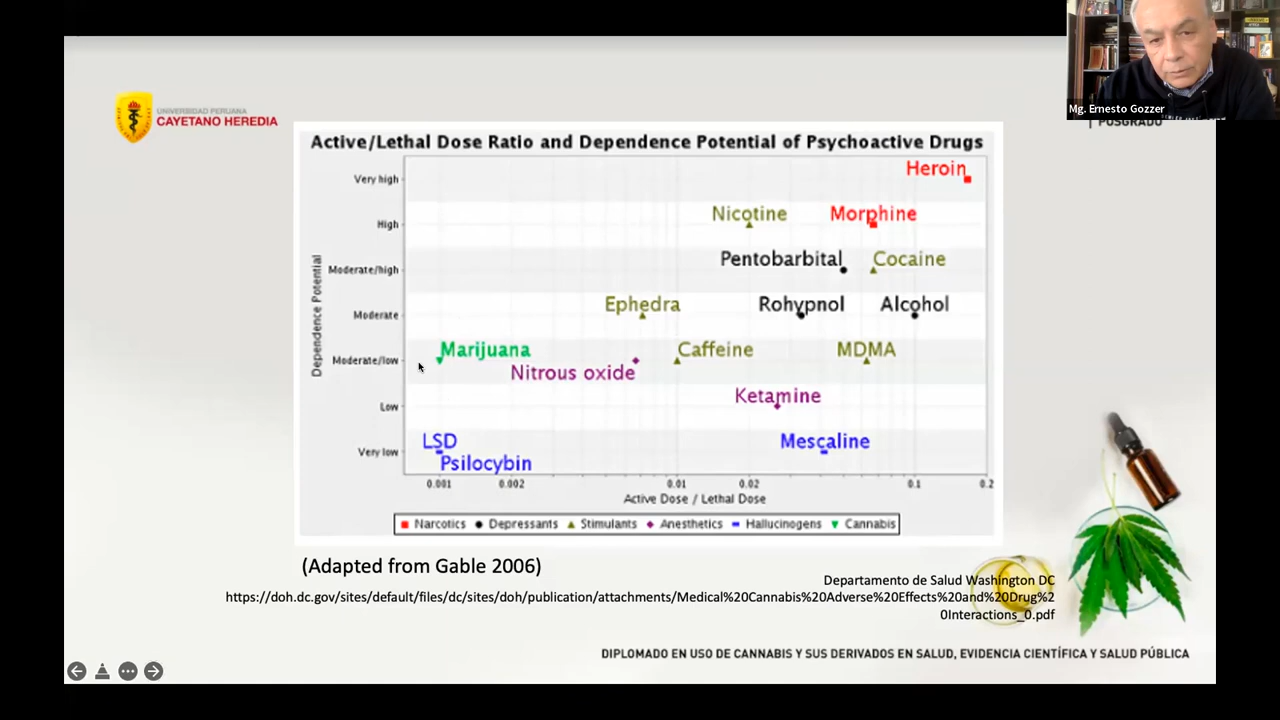 Mg. Ernesto Gozzer
UNIVERSIDAD PERUANA
CAYETANO HEREDIA
POSGRADO
Active/Lethal Dose Ratio and Dependence Potential of Psychoactive Drugs
Dependence Potential
Very high
High
Moderate/high
Moderate
Moderate/low
Low
Very low
Heroin
Nicotine
Morphine
Pentobarbital
Cocaine
Ephedra
Rohypnol
Alcohol
Marijuana
Caffeine
MDMA
Nitrous oxide
Ketamine
LSD
Mescaline
Psilocybin
0.001 0.002 0.01 0.02 0.1 0.2
Active Dose / Lethal Dose
Narcotics Depressants Stimulants Anesthetics Hallucinogens Cannabis
(Adapted from Gable 2006)
Departamento de Salud Washington DC
https://doh.dc.gov/sites/default/files/dc/sites/doh/publication/attachments/Medical%20Cannabis%20Adverse%20Effects%20and%20Drug%2
0Interactions_0.pdf
DIPLOMADO EN USO DE CANNABIS Y SUS DERIVADOS EN SALUD, EVIDENCIA CIENTÍFICA Y SALUD PÚBLICA